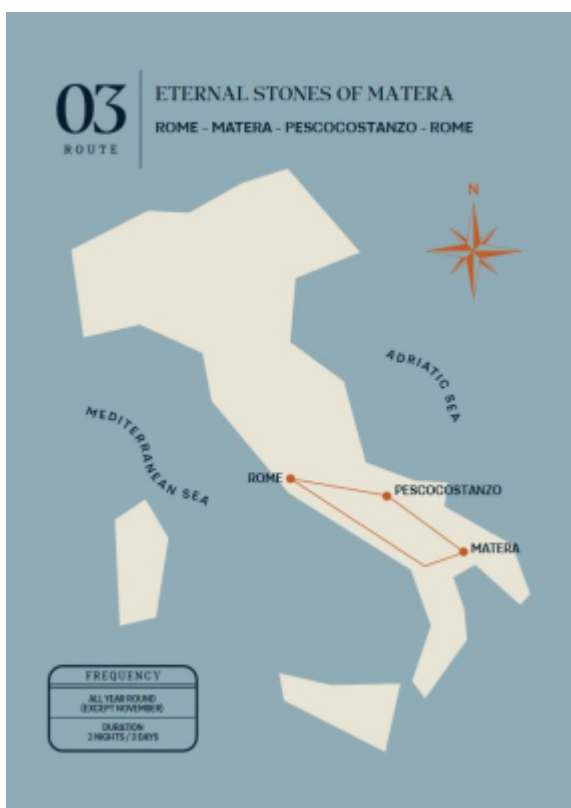 03
ROUTE
ETERNAL STONES OF MATERA
ROME - MATERA - PESCOCOSTANZO - ROME
N
ADRIATIC SEA
MEDITERRANEAN SEA
ROME
PESCOCOSTANZO
MATERA
FREQUENCY
ALL YEAR ROUND
(EXCEPT NOVEMBER)
DURATION
2 NIGHTS / 3 DAYS